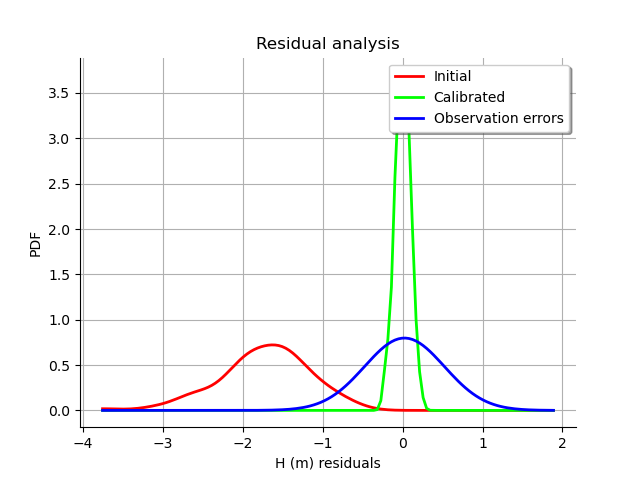 Residual analysis
Initial
Calibrated
Observation errors
PDF
3.5
3.0
2.5
2.0
1.5
1.0
0.5
0.0
−4 −3 −2 −1 0 1 2
H (m) residuals